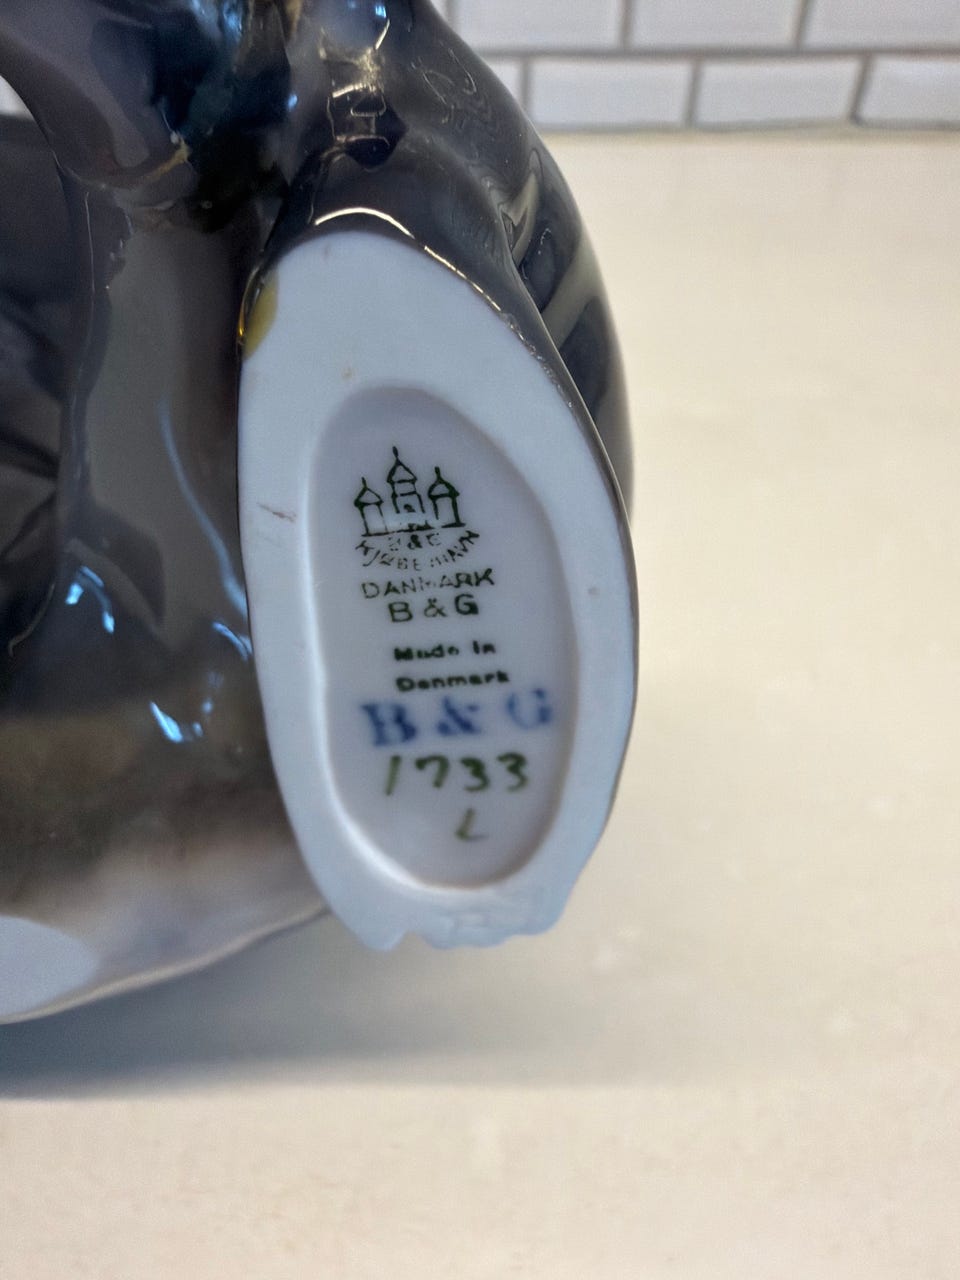 B & G
KJØBENHAVN
DANMARK
B & G
Made in
Denmark
B & G
1733
L